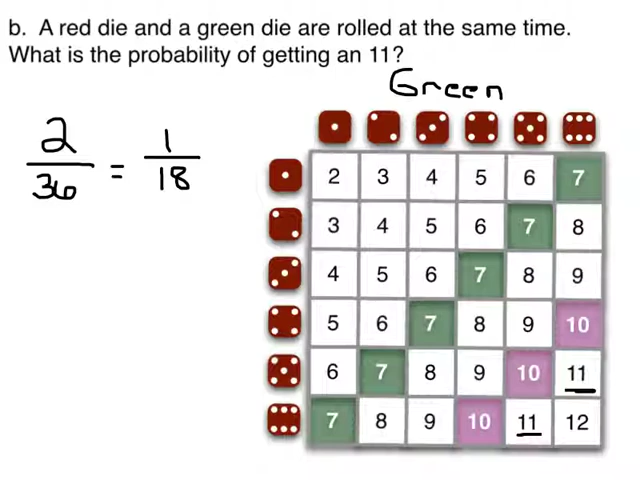 b. A red die and a green die are rolled at the same time.
What is the probability of getting an 11?
Green
2/36 = 1/18
2 3 4 5 6 7
3 4 5 6 7 8
4 5 6 7 8 9
5 6 7 8 9 10
6 7 8 9 10 11
7 8 9 10 11 12